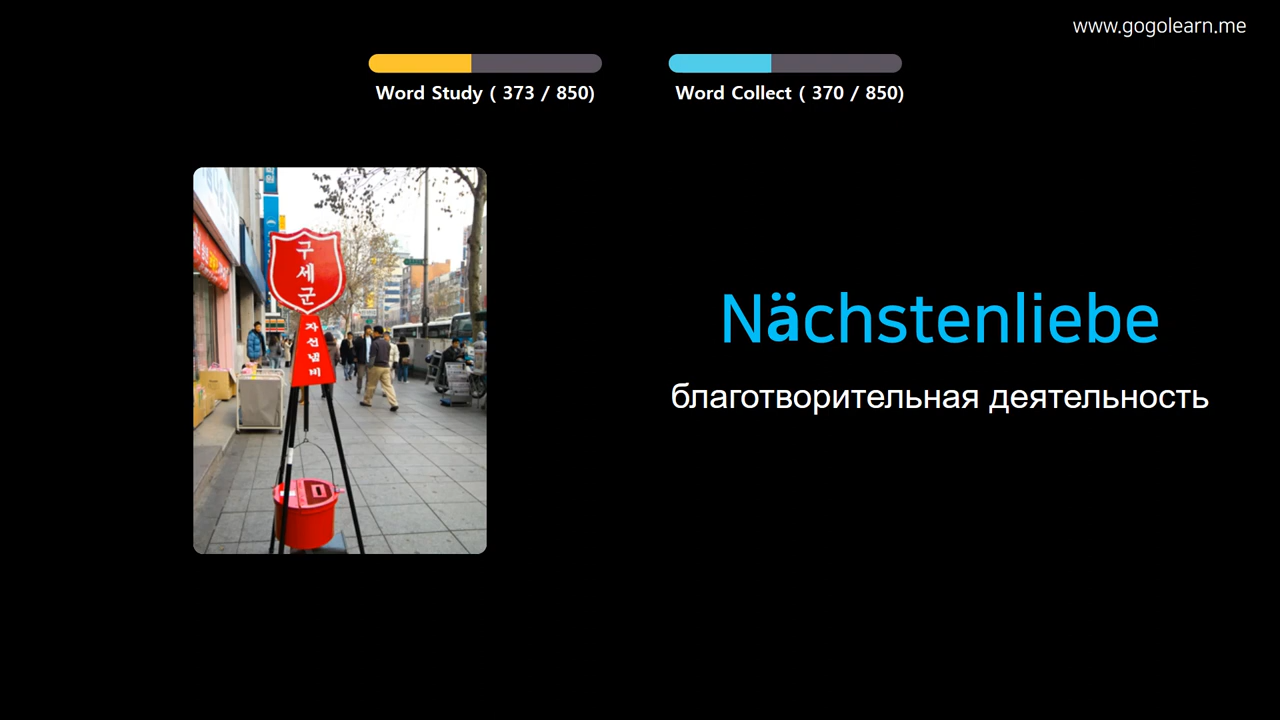 www.gogolearn.me
Word Study ( 373 / 850)
Word Collect ( 370 / 850)
구
세
군
자
선
냄
비
Nächstenliebe
благотворительная деятельность